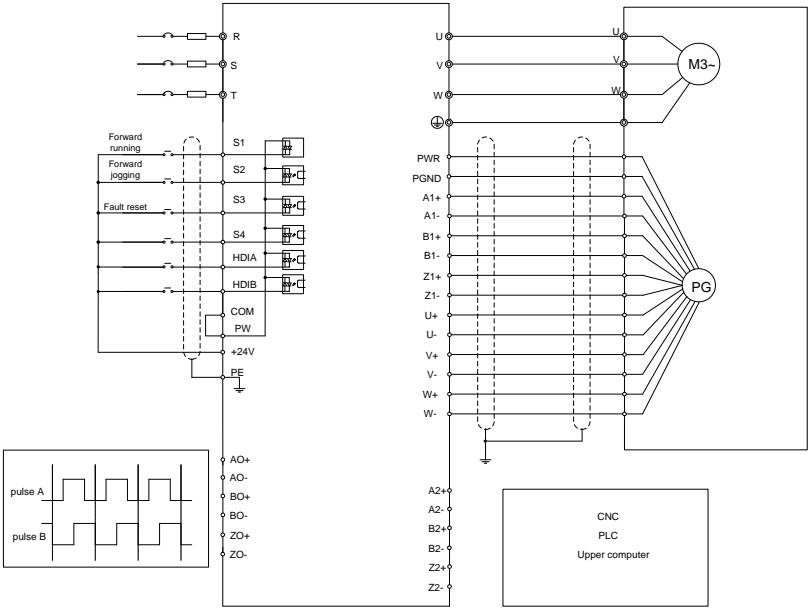 R
S
T
Forward
running
Forward
jogging
Fault reset
S1
S2
S3
S4
HDIA
HDIB
COM
PW
+24V
PE
AO+
AO-
BO+
BO-
ZO+
ZO-
pulse A
pulse B
U
V
W
PWR
PGND
A1+
A1-
B1+
B1-
Z1+
Z1-
U+
U-
V+
V-
W+
W-
A2+
A2-
B2+
B2-
Z2+
Z2-
U
V
W
M3~
PG
CNC
PLC
Upper computer